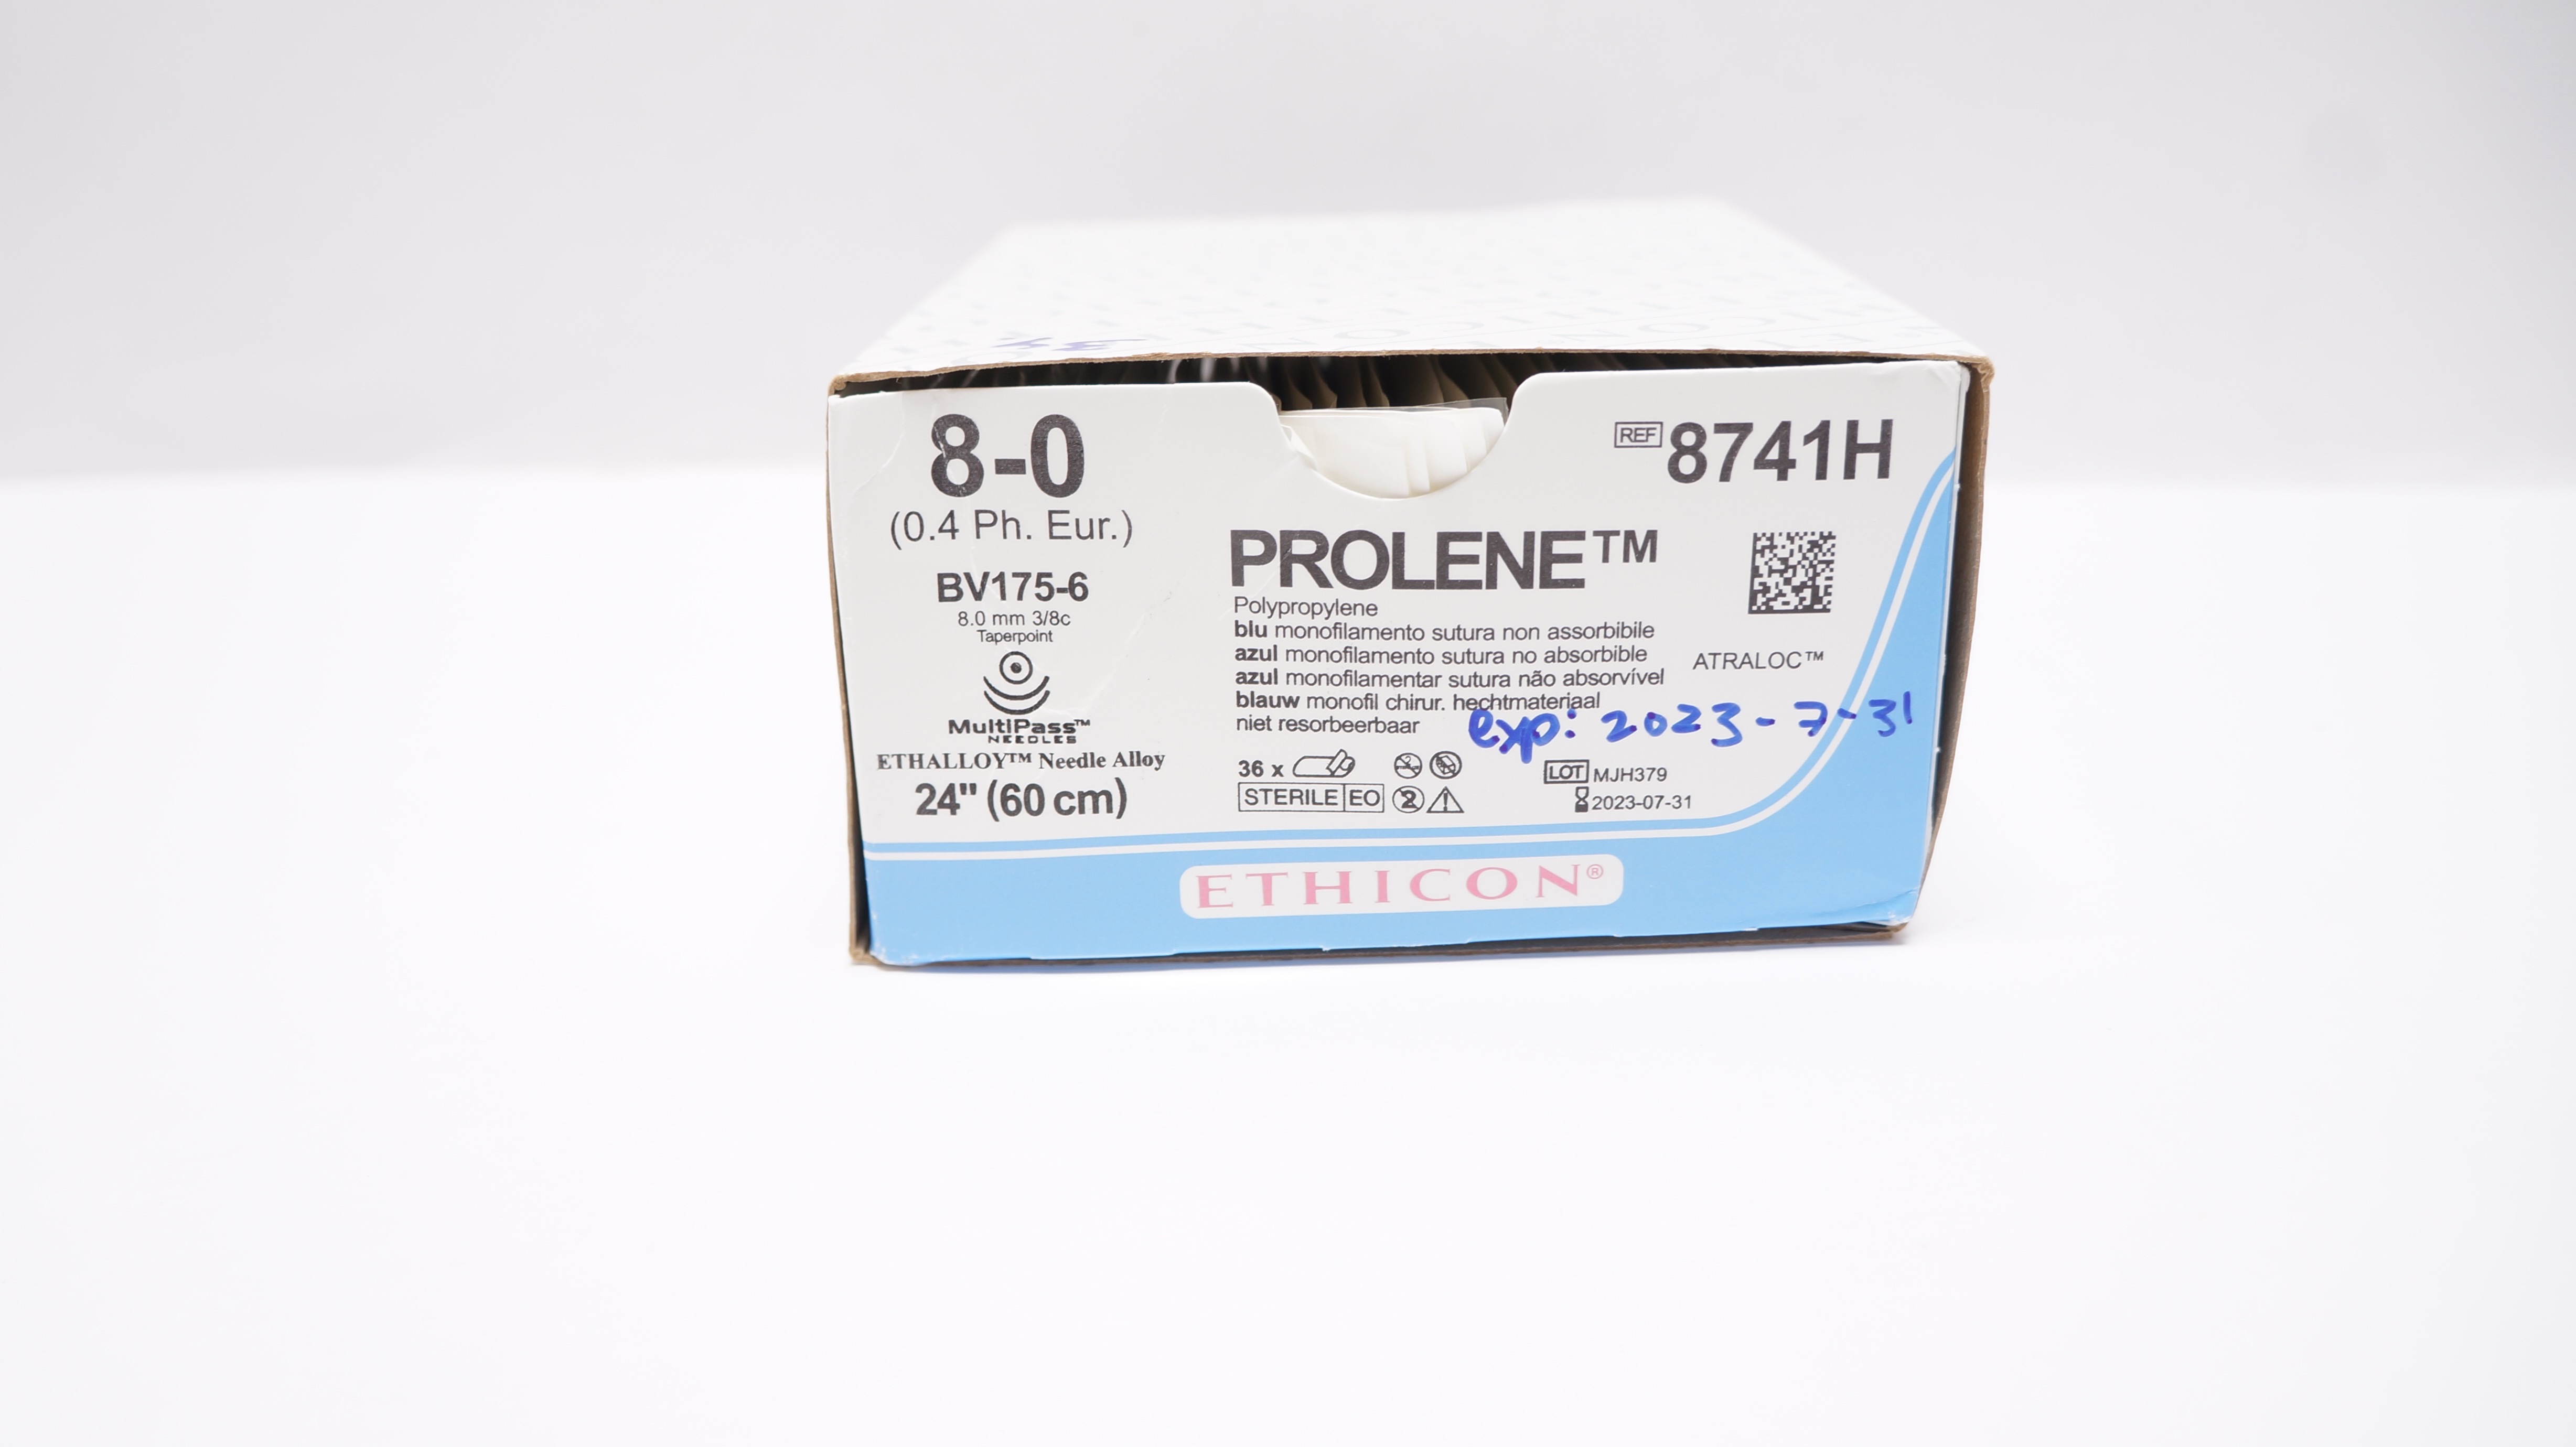 8-0
(0.4 Ph. Eur.)
BV175-6
8.0 mm 3/8c
Taperpoint
MultiPass™
NEEDLES
ETHALLOY™ Needle Alloy
24" (60 cm)
REF 8741H
PROLENE™
Polypropylene
blu monofilamento sutura non assorbibile
azul monofilamento sutura no absorbible
azul monofilamentar sutura não absorvível
blauw monofil chirur. hechtmateriaal
niet resorbeerbaar
ATRALOC™
exp: 2023-7-31
36 x
STERILE EO
2
LOT MJH379
2023-07-31
ETHICON®